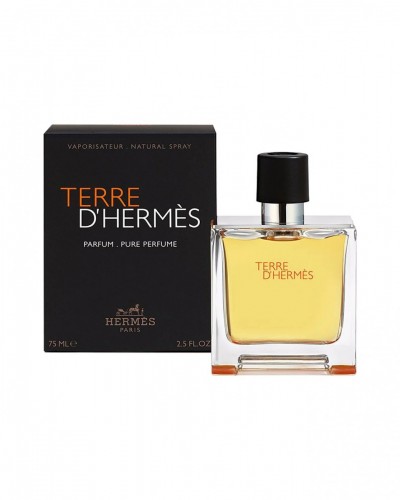 VAPORISATEUR . NATURAL SPRAY
TERRE
D'HERMÈS
PARFUM . PURE PERFUME
HERMÈS
PARIS
75 ML e 2.5 FL.OZ
TERRE
D'HERMÈS